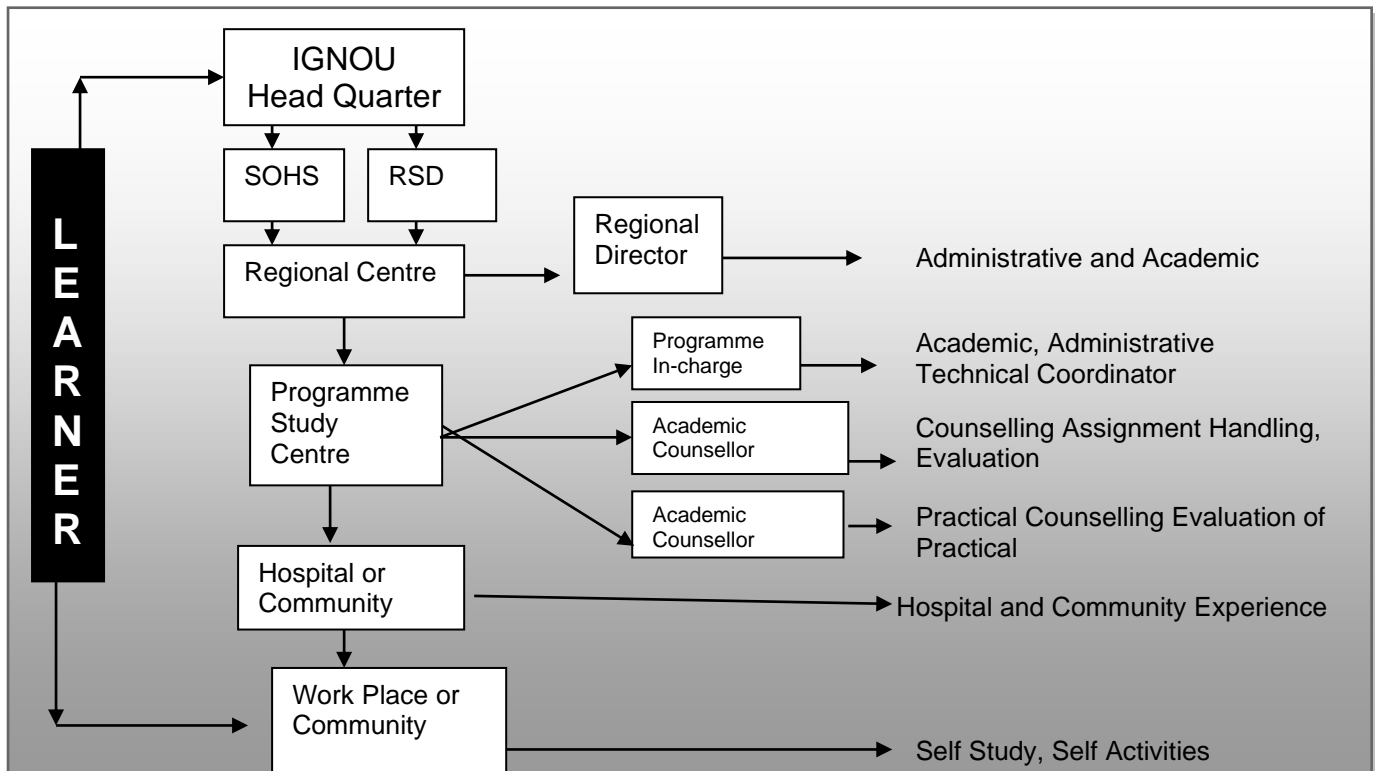 IGNOU
Head Quarter
SOHS
RSD
LEARNER
Regional Centre
Regional
Director
Administrative and Academic
Programme
Study
Centre
Programme
In-charge
Academic, Administrative
Technical Coordinator
Academic
Counsellor
Counselling Assignment Handling,
Evaluation
Academic
Counsellor
Practical Counselling Evaluation of
Practical
Hospital or
Community
Hospital and Community Experience
Work Place or
Community
Self Study, Self Activities